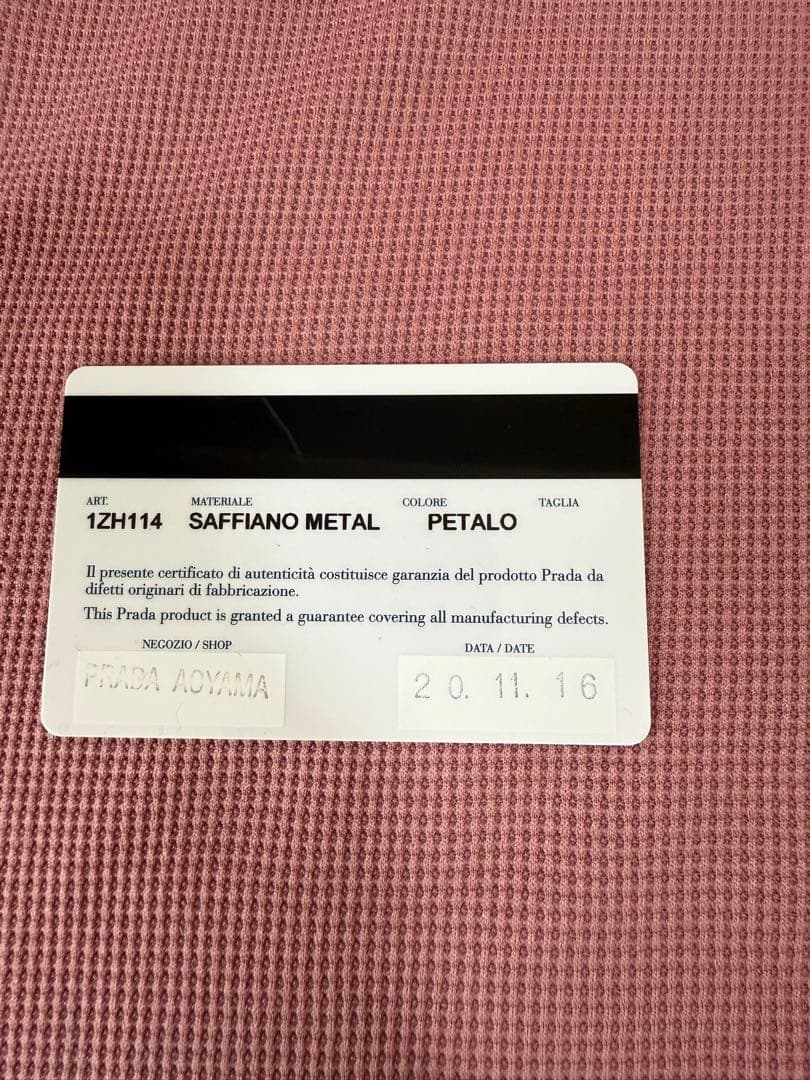 ART. MATERIALE COLORE TAGLIA
1ZH114 SAFFIANO METAL PETALO
Il presente certificato di autenticità costituisce garanzia del prodotto Prada da
difetti originari di fabbricazione.
This Prada product is granted a guarantee covering all manufacturing defects.
NEGOZIO / SHOP DATA / DATE
PRADA AOYAMA 20. 11. 16